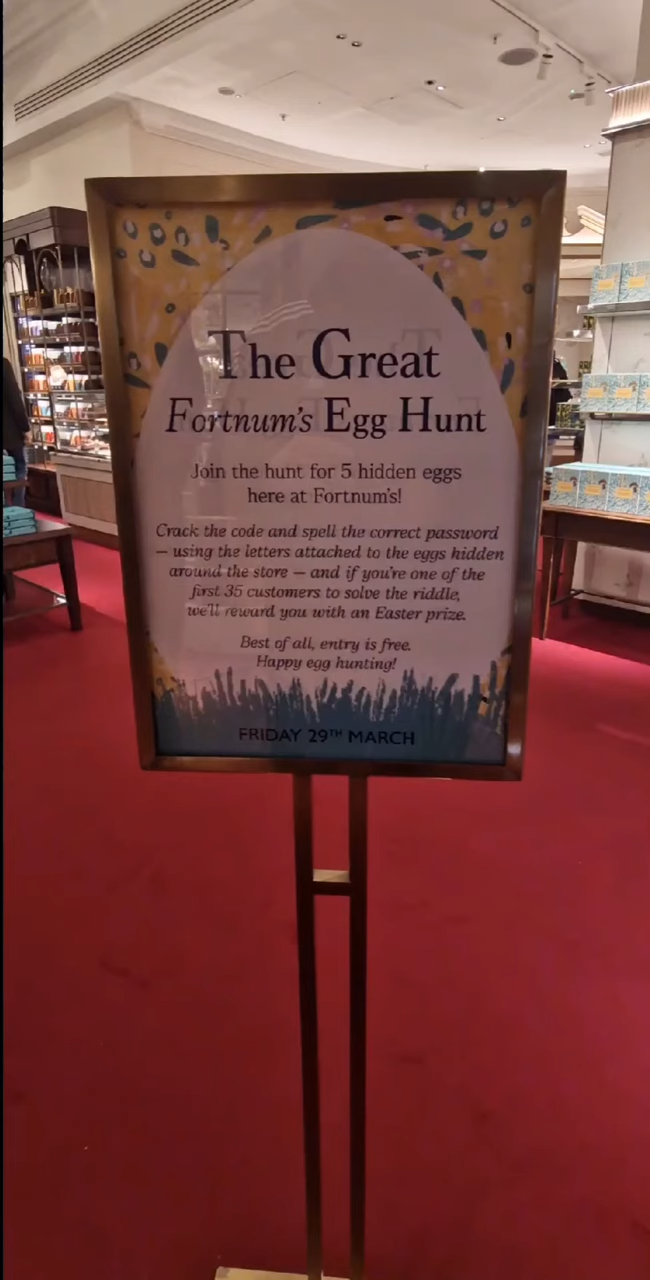 The Great
Fortnum's Egg Hunt
Join the hunt for 5 hidden eggs
here at Fortnum's!
Crack the code and spell the correct password
— using the letters attached to the eggs hidden
around the store — and if you're one of the
first 35 customers to solve the riddle,
we'll reward you with an Easter prize.
Best of all, entry is free.
Happy egg hunting!
FRIDAY 29TH MARCH